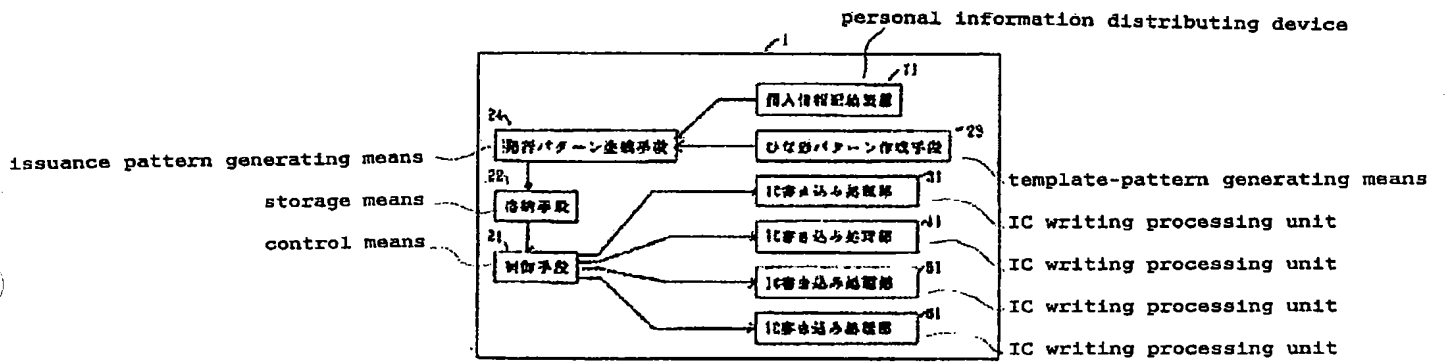 personal information distributing device
1
11
個人情報記給装置
24
29
発行パターン生成手段
ひな形パターン作成手段
issuance pattern generating means
22
31
template-pattern generating means
storage means
格納手段
IC書き込み処理部
IC writing processing unit
control means
21
41
IC書き込み処理部
IC writing processing unit
制御手段
51
IC書き込み処理部
IC writing processing unit
61
IC書き込み処理部
IC writing processing unit